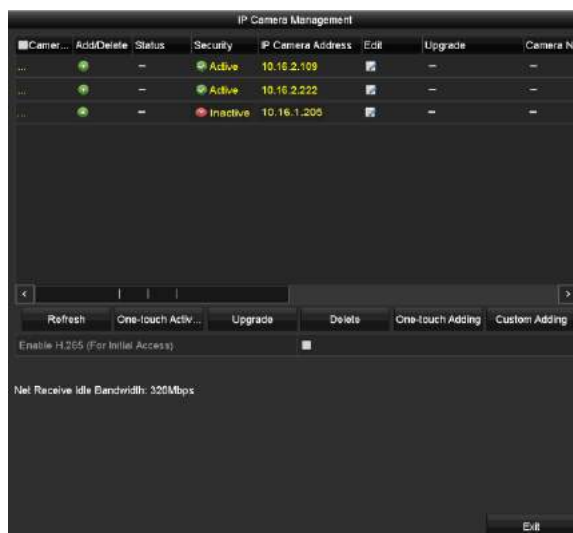 IP Camera Management
Camer... Add/Delete Status Security IP Camera Address Edit Upgrade Camera N
... – Active 10.16.2.109 – –
... – Active 10.16.2.222 – –
... – Inactive 10.16.1.205 – –
Refresh One-touch Activ... Upgrade Delete One-touch Adding Custom Adding
Enable H.265 (For Initial Access)
Net Receive Idle Bandwidth: 320Mbps
Exit